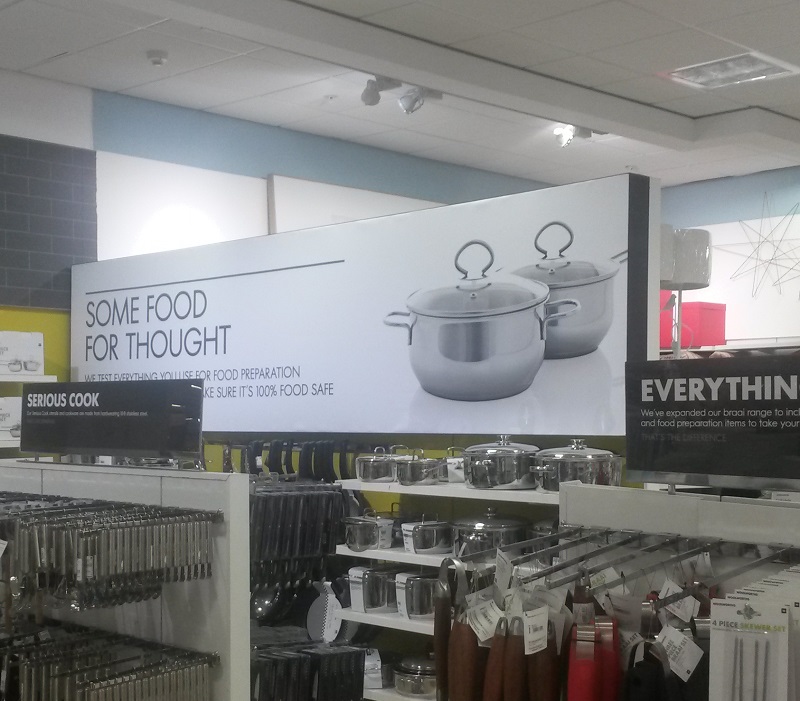 SOME FOOD
FOR THOUGHT
WE TEST EVERYTHING YOU USE FOR FOOD PREPARATION
KE SURE IT'S 100% FOOD SAFE
SERIOUS COOK
EVERYTHIN
We've expanded our braai range to incl
and food preparation items to take your
THAT'S THE DIFFERENCE
4 PIECE SKEWER SET